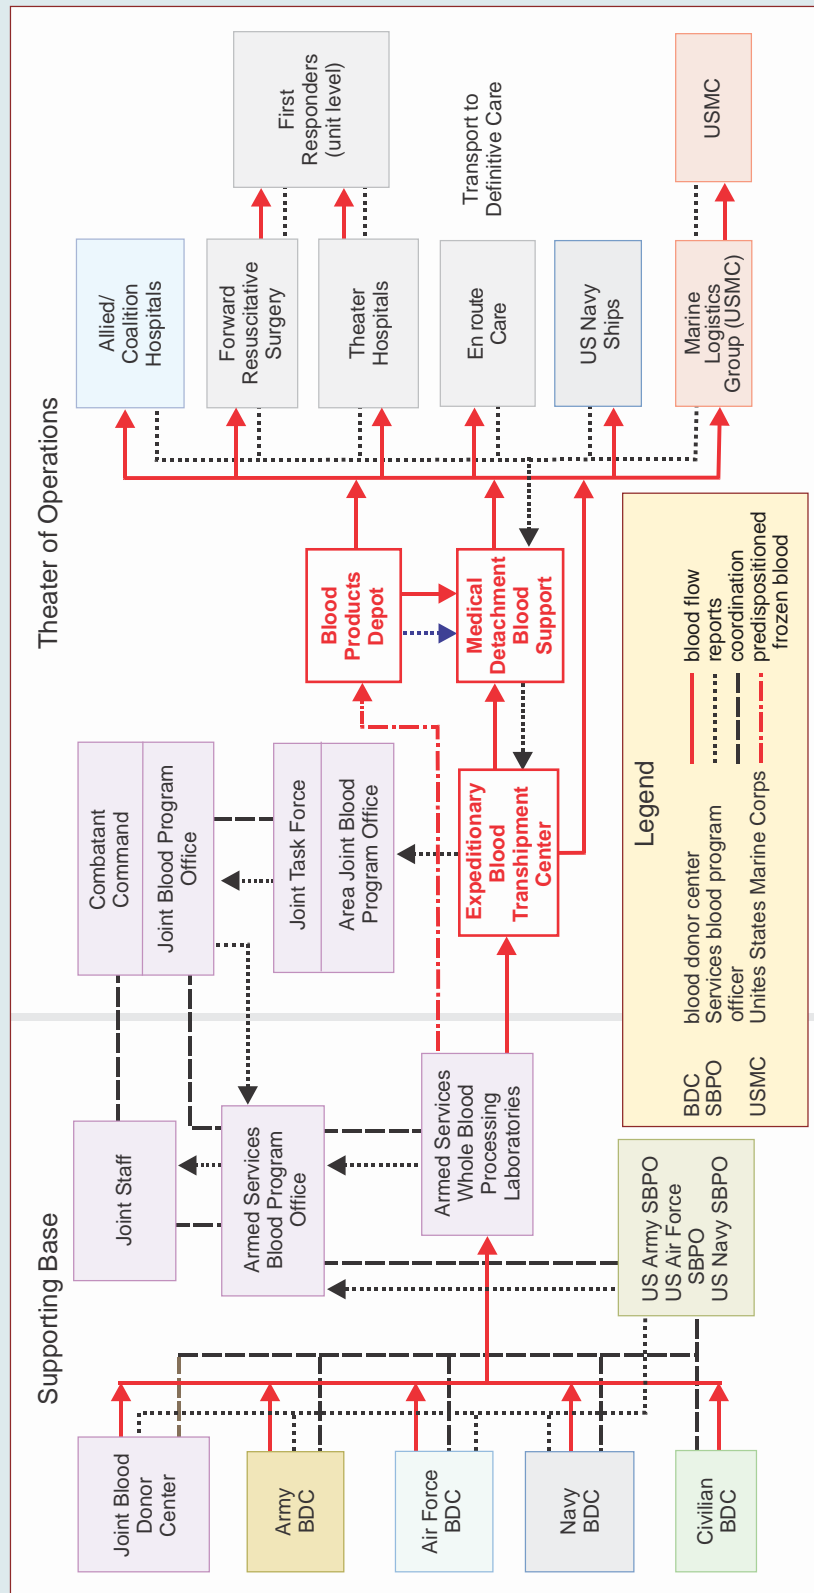 Supporting Base
Theater of Operations
Joint Blood
Donor
Center
Army
BDC
Air Force
BDC
Navy
BDC
Civilian
BDC
Joint Staff
Armed Services
Blood Program
Office
Armed Services
Whole Blood
Processing
Laboratories
US Army SBPO
US Air Force
SBPO
US Navy SBPO
Combatant
Command
Joint Blood Program
Office
Joint Task Force
Area Joint Blood
Program Office
Expeditionary
Blood
Transhipment
Center
Blood
Products
Depot
Medical
Detachment
Blood
Support
Allied/
Coalition
Hospitals
Forward
Resuscitative
Surgery
Theater
Hospitals
En route
Care
US Navy
Ships
Marine
Logistics
Group (USMC)
First
Responders
(unit level)
Transport to
Definitive Care
USMC
Legend
BDC blood donor center
SBPO Services blood program
officer
USMC Unites States Marine Corps
blood flow
reports
coordination
predispositioned
frozen blood